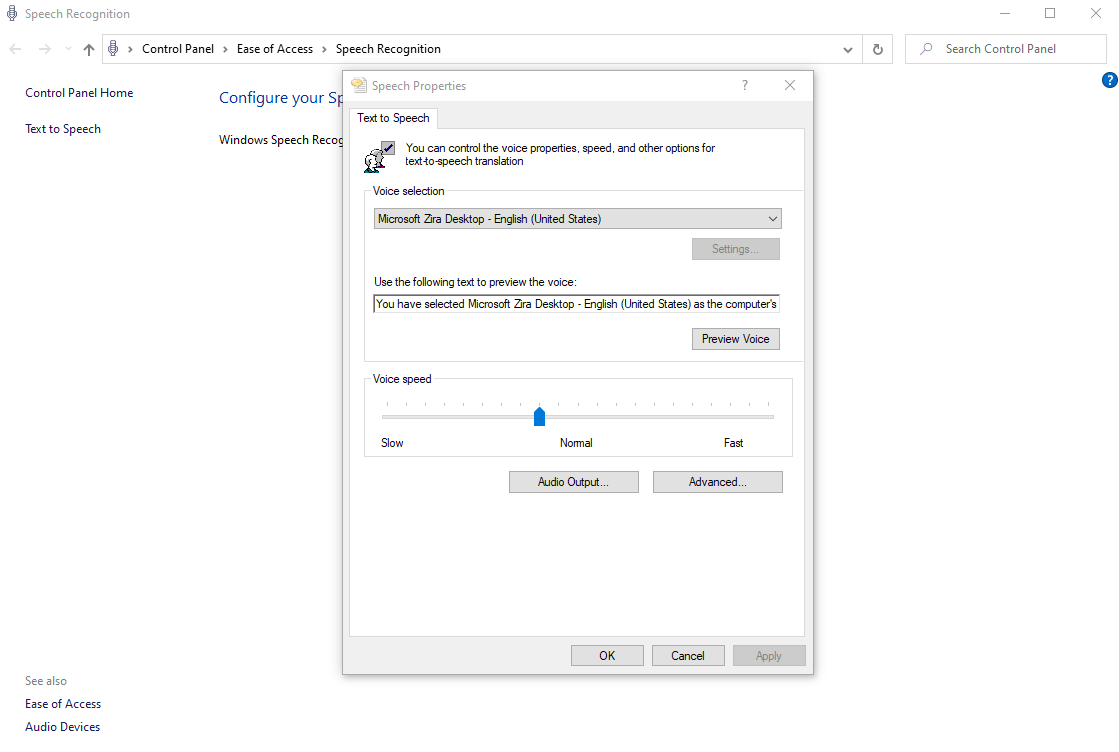 Speech Recognition
Control Panel
Ease of Access
Speech Recognition
Search Control Panel
Control Panel Home
Text to Speech
Configure your Sp
Windows Speech Recog
Speech Properties
Text to Speech
You can control the voice properties, speed, and other options for
text-to-speech translation
Voice selection
Microsoft Zira Desktop - English (United States)
Settings...
Use the following text to preview the voice:
You have selected Microsoft Zira Desktop - English (United States) as the computer's
Preview Voice
Voice speed
Slow Normal Fast
Audio Output... Advanced...
OK Cancel Apply
See also
Ease of Access
Audio Devices